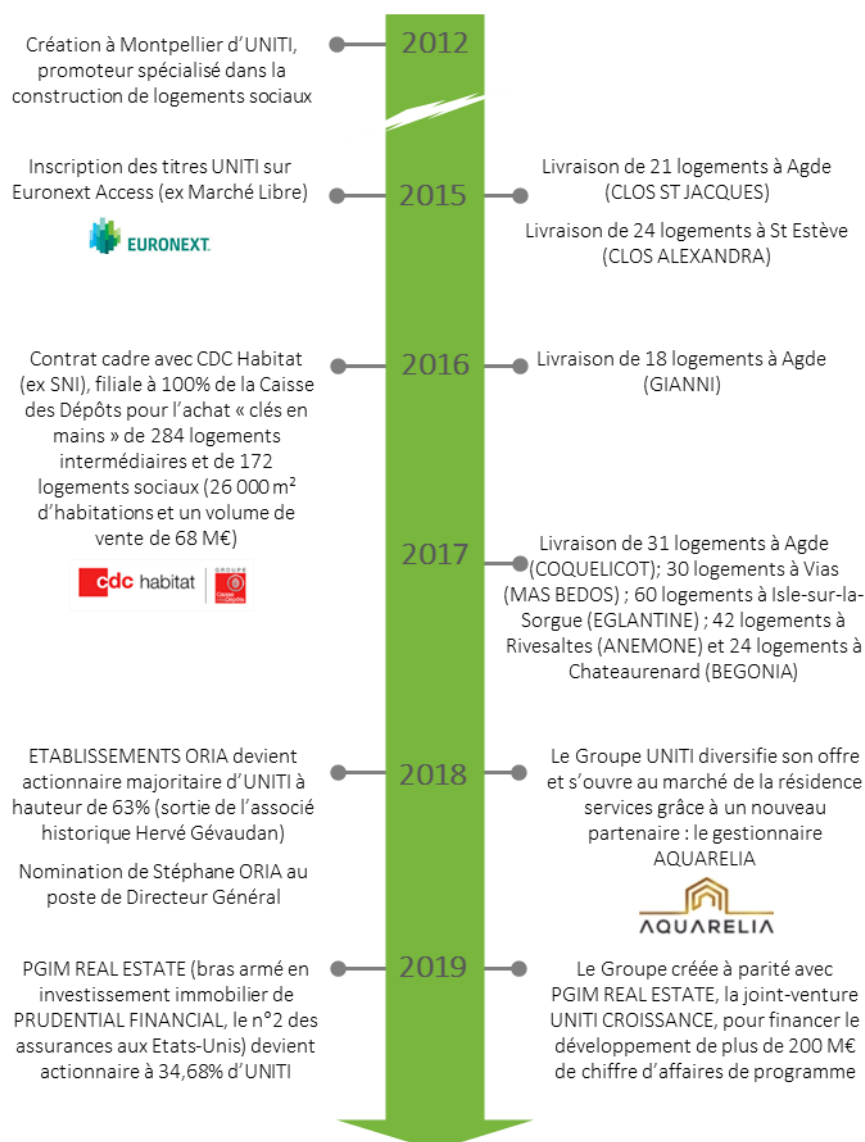 2012
Création à Montpellier d'UNITI,
promoteur spécialisé dans la
construction de logements sociaux
2015
Inscription des titres UNITI sur
Euronext Access (ex Marché Libre)
EURONEXT
Livraison de 21 logements à Agde
(CLOS ST JACQUES)
Livraison de 24 logements à St Estève
(CLOS ALEXANDRA)
2016
Contrat cadre avec CDC Habitat
(ex SNI), filiale à 100% de la Caisse
des Dépôts pour l'achat « clés en
mains » de 284 logements
intermédiaires et de 172
logements sociaux (26 000 m²
d'habitations et un volume de
vente de 68 M€)
cdc habitat
GROUPE
Caisse
des Dépôts
Livraison de 18 logements à Agde
(GIANNI)
2017
Livraison de 31 logements à Agde
(COQUELICOT); 30 logements à Vias
(MAS BEDOS) ; 60 logements à Isle-sur-la-
Sorgue (EGLANTINE) ; 42 logements à
Rivesaltes (ANEMONE) et 24 logements à
Chateaurenard (BEGONIA)
2018
ETABLISSEMENTS ORIA devient
actionnaire majoritaire d'UNITI à
hauteur de 63% (sortie de l'associé
historique Hervé Gévaudan)
Nomination de Stéphane ORIA au
poste de Directeur Général
Le Groupe UNITI diversifie son offre
et s'ouvre au marché de la résidence
services grâce à un nouveau
partenaire : le gestionnaire
AQUARELIA
AQUARELIA
2019
PGIM REAL ESTATE (bras armé en
investissement immobilier de
PRUDENTIAL FINANCIAL, le n°2 des
assurances aux Etats-Unis) devient
actionnaire à 34,68% d'UNITI
Le Groupe créée à parité avec
PGIM REAL ESTATE, la joint-venture
UNITI CROISSANCE, pour financer le
développement de plus de 200 M€
de chiffre d'affaires de programme